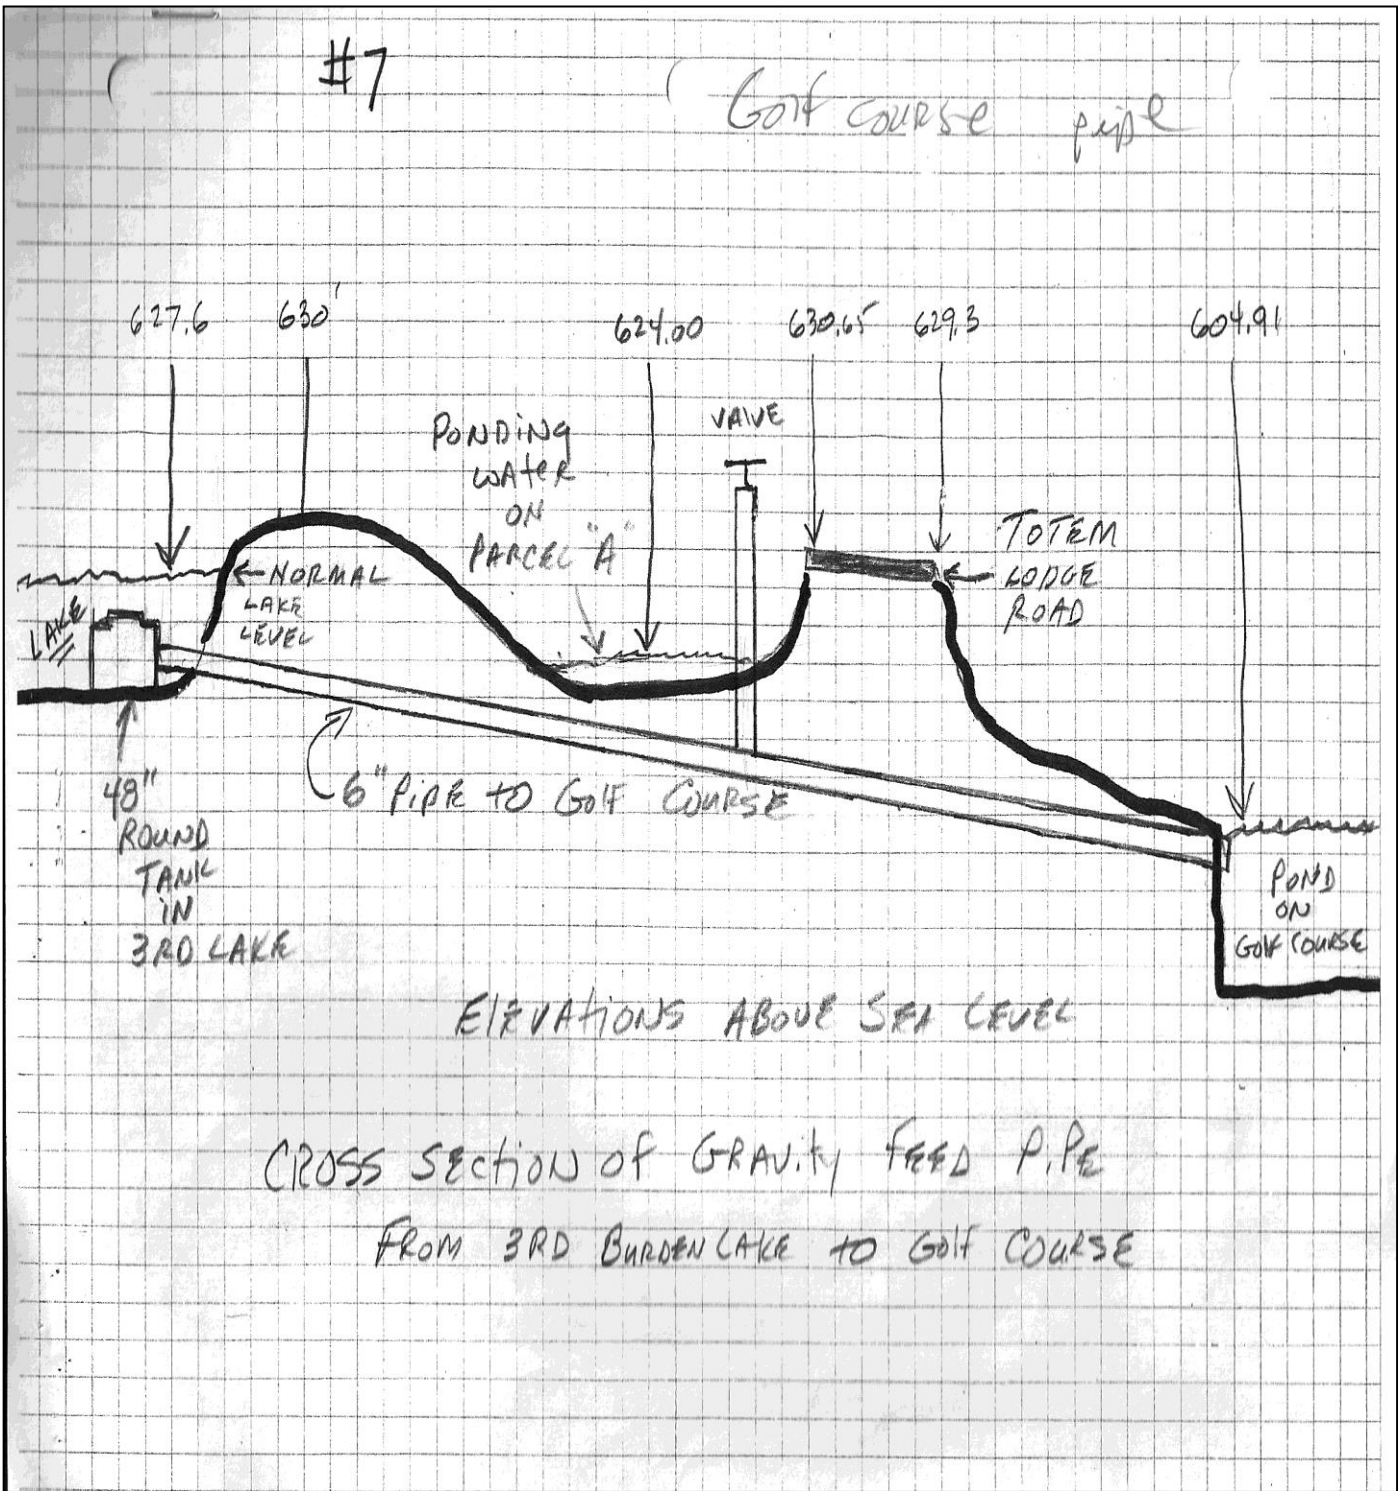 #7
Golf course pipe
627.6
630'
624.00
630.65
629.3
604.91
PONDING
WATER
ON
PARCEL "A"
VALVE
TOTEM
LODGE
ROAD
NORMAL
LAKE
LEVEL
LAKE
48"
ROUND
TANK
IN
3RD LAKE
6" PIPE TO GOLF COURSE
POND
ON
GOLF COURSE
ELEVATIONS ABOVE SEA LEVEL
CROSS SECTION OF GRAVITY FEED PIPE
FROM 3RD BURDEN LAKE TO GOLF COURSE